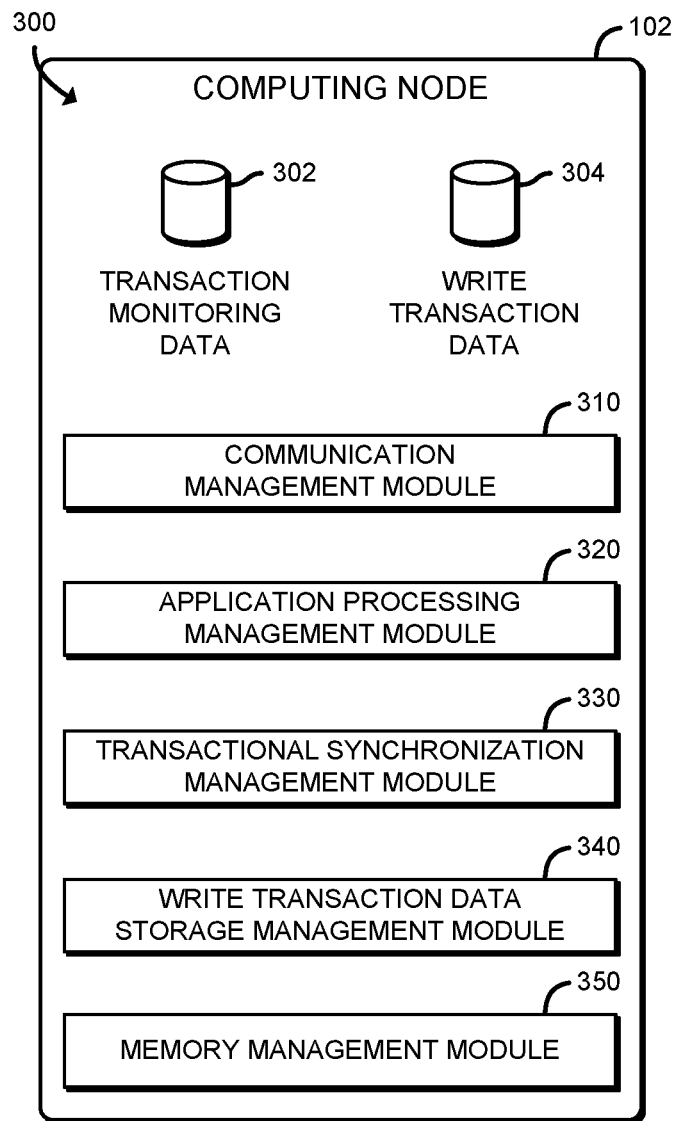 300
102
COMPUTING NODE
302
304
TRANSACTION
MONITORING
DATA
WRITE
TRANSACTION
DATA
310
COMMUNICATION
MANAGEMENT MODULE
320
APPLICATION PROCESSING
MANAGEMENT MODULE
330
TRANSACTIONAL SYNCHRONIZATION
MANAGEMENT MODULE
340
WRITE TRANSACTION DATA
STORAGE MANAGEMENT MODULE
350
MEMORY MANAGEMENT MODULE